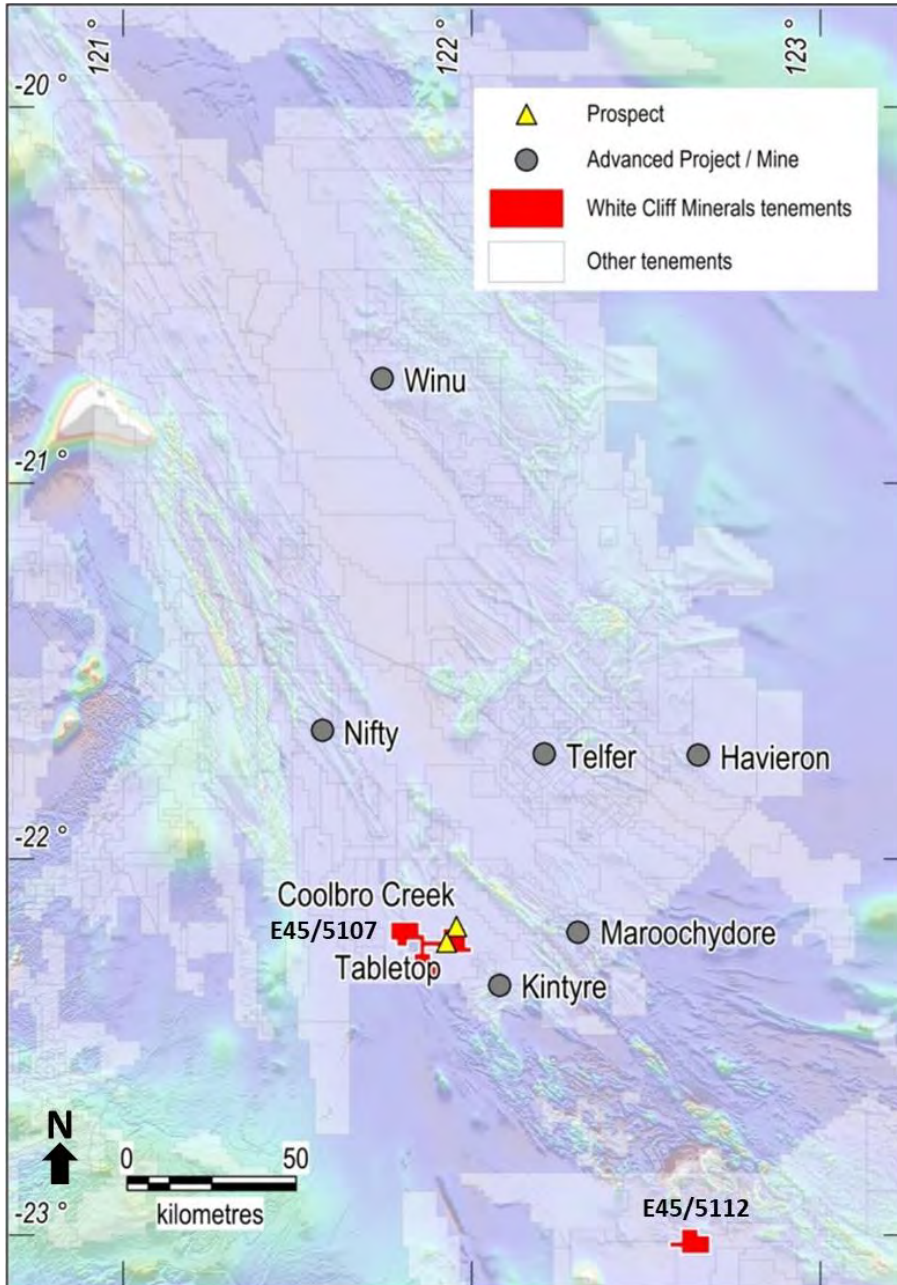 121 °
122 °
123 °
-20 °
Prospect
Advanced Project / Mine
White Cliff Minerals tenements
Other tenements
Winu
-21 °
Nifty
Telfer
Havieron
-22 °
Coolbro Creek
E45/5107
Maroochydore
Tabletop
Kintyre
N
0 50
kilometres
E45/5112
-23 °